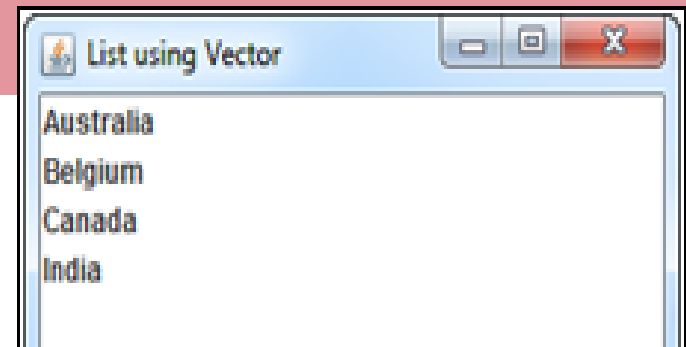 List using Vector
Australia
Belgium
Canada
India